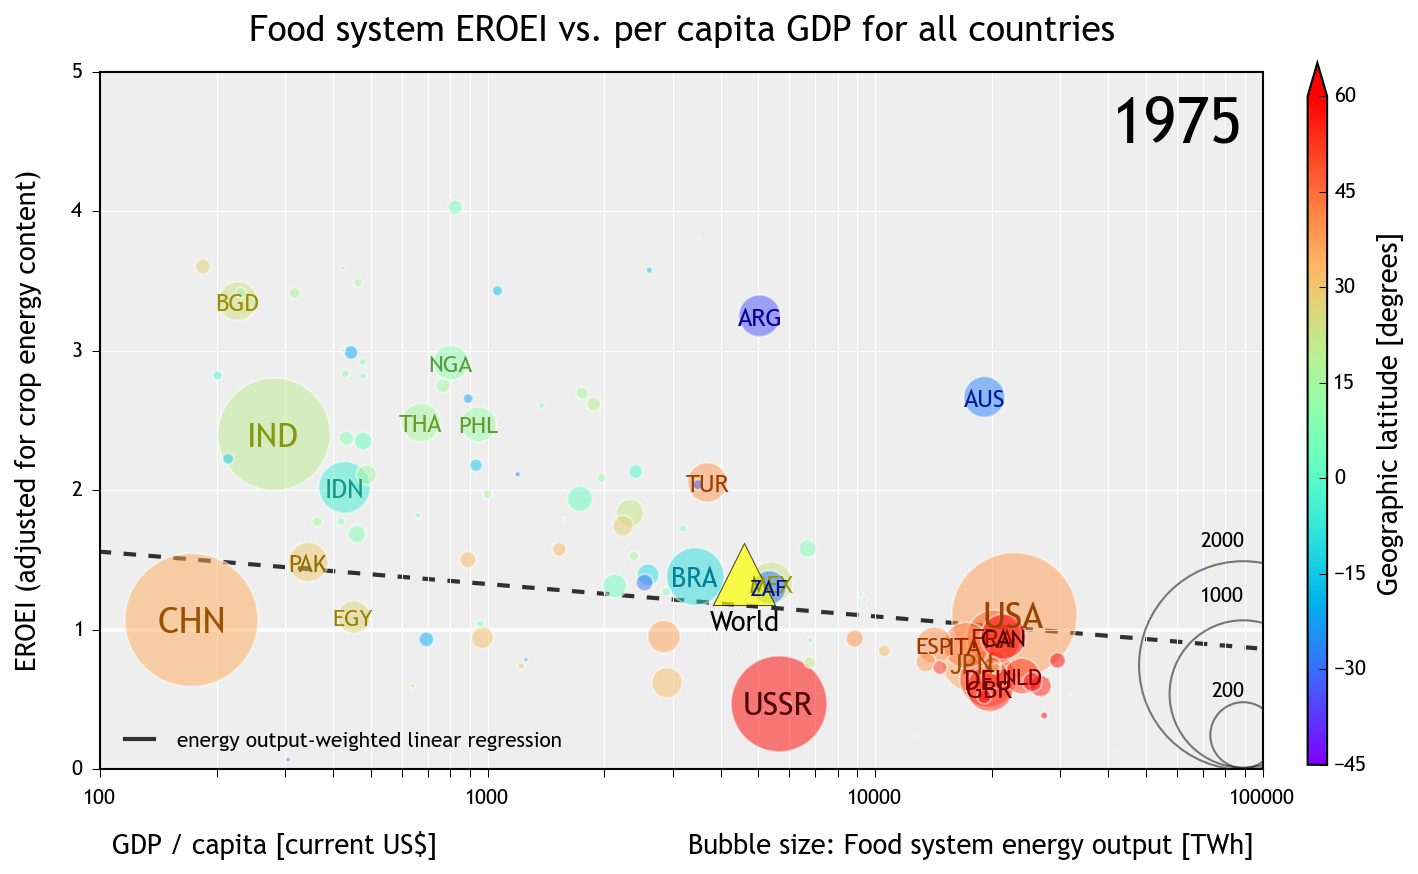 Food system EROEI vs. per capita GDP for all countries
1975
EROEI (adjusted for crop energy content)
5
4
3
2
1
0
BGD
ARG
NGA
AUS
THA
PHL
IND
TUR
IDN
PAK
BRA
MEX
ZAF
World
CHN
EGY
USA
ESP
ITA
FRA
CAN
JPN
DEU
NLD
GBR
USSR
2000
1000
200
energy output-weighted linear regression
100
1000
10000
100000
GDP / capita [current US$]
Bubble size: Food system energy output [TWh]
60
45
30
15
0
−15
−30
−45
Geographic latitude [degrees]